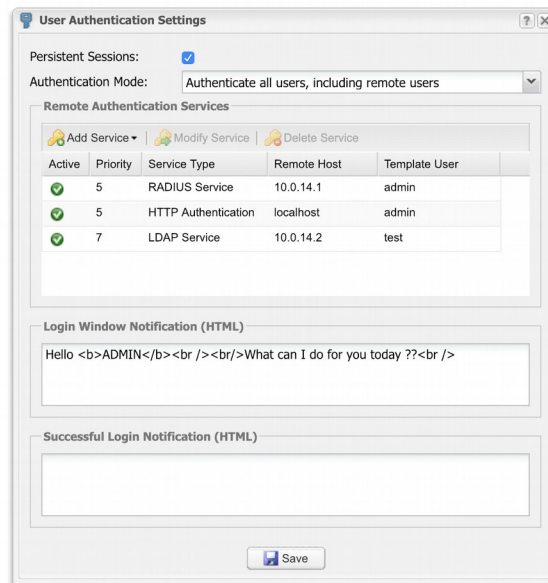 User Authentication Settings
Persistent Sessions:
Authentication Mode: Authenticate all users, including remote users
Remote Authentication Services
Add Service Modify Service Delete Service
Active Priority Service Type Remote Host Template User
5 RADIUS Service 10.0.14.1 admin
5 HTTP Authentication localhost admin
7 LDAP Service 10.0.14.2 test
Login Window Notification (HTML)
Hello <b>ADMIN</b><br /><br/>What can I do for you today ??<br />
Successful Login Notification (HTML)
Save